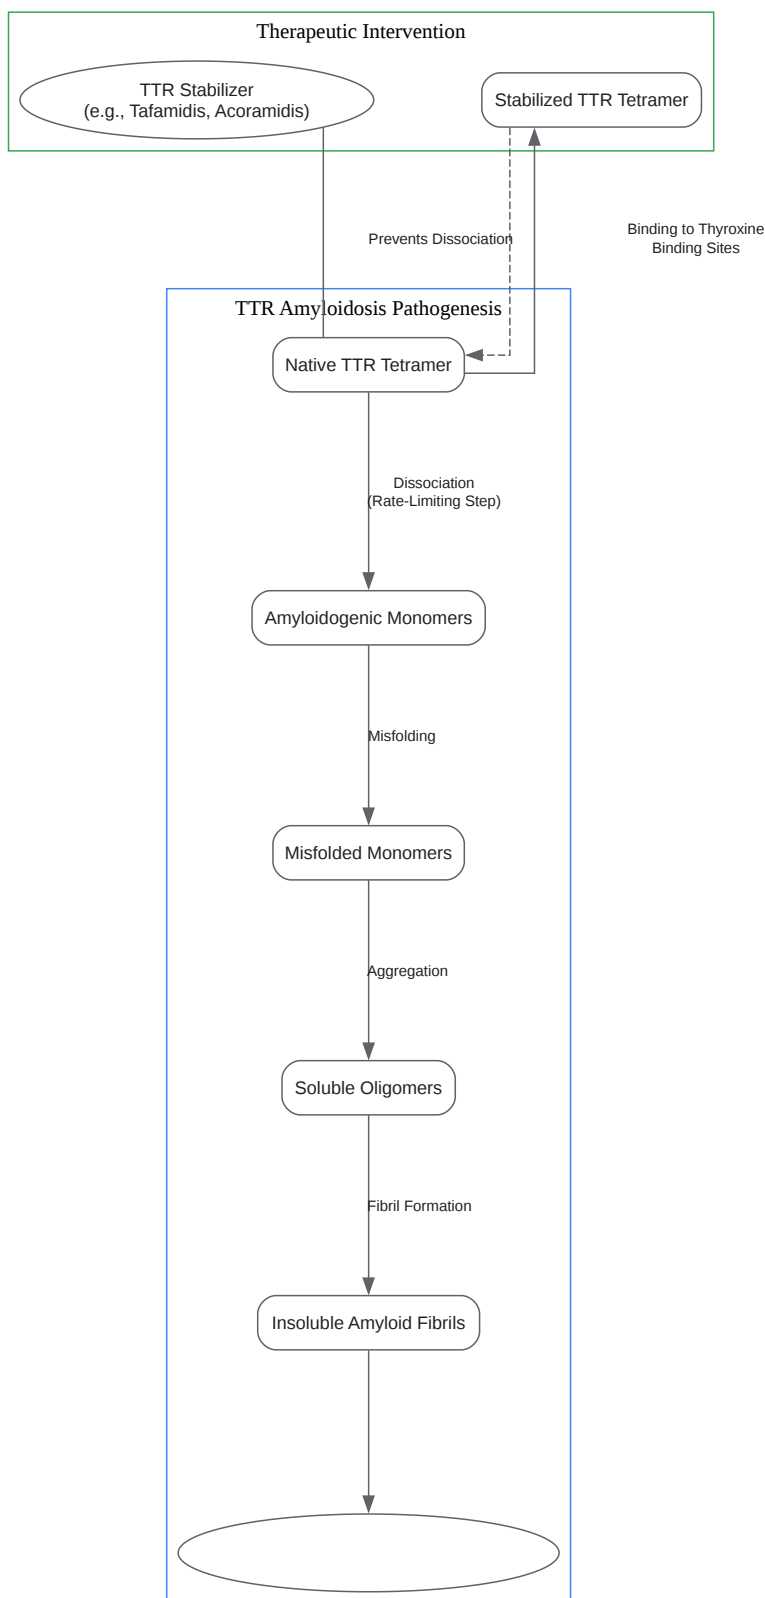 Therapeutic Intervention
TTR Stabilizer
(e.g., Tafamidis, Acoramidis)
Stabilized TTR Tetramer
Prevents Dissociation
Binding to Thyroxine
Binding Sites
TTR Amyloidosis Pathogenesis
Native TTR Tetramer
Dissociation
(Rate-Limiting Step)
Amyloidogenic Monomers
Misfolding
Misfolded Monomers
Aggregation
Soluble Oligomers
Fibril Formation
Insoluble Amyloid Fibrils